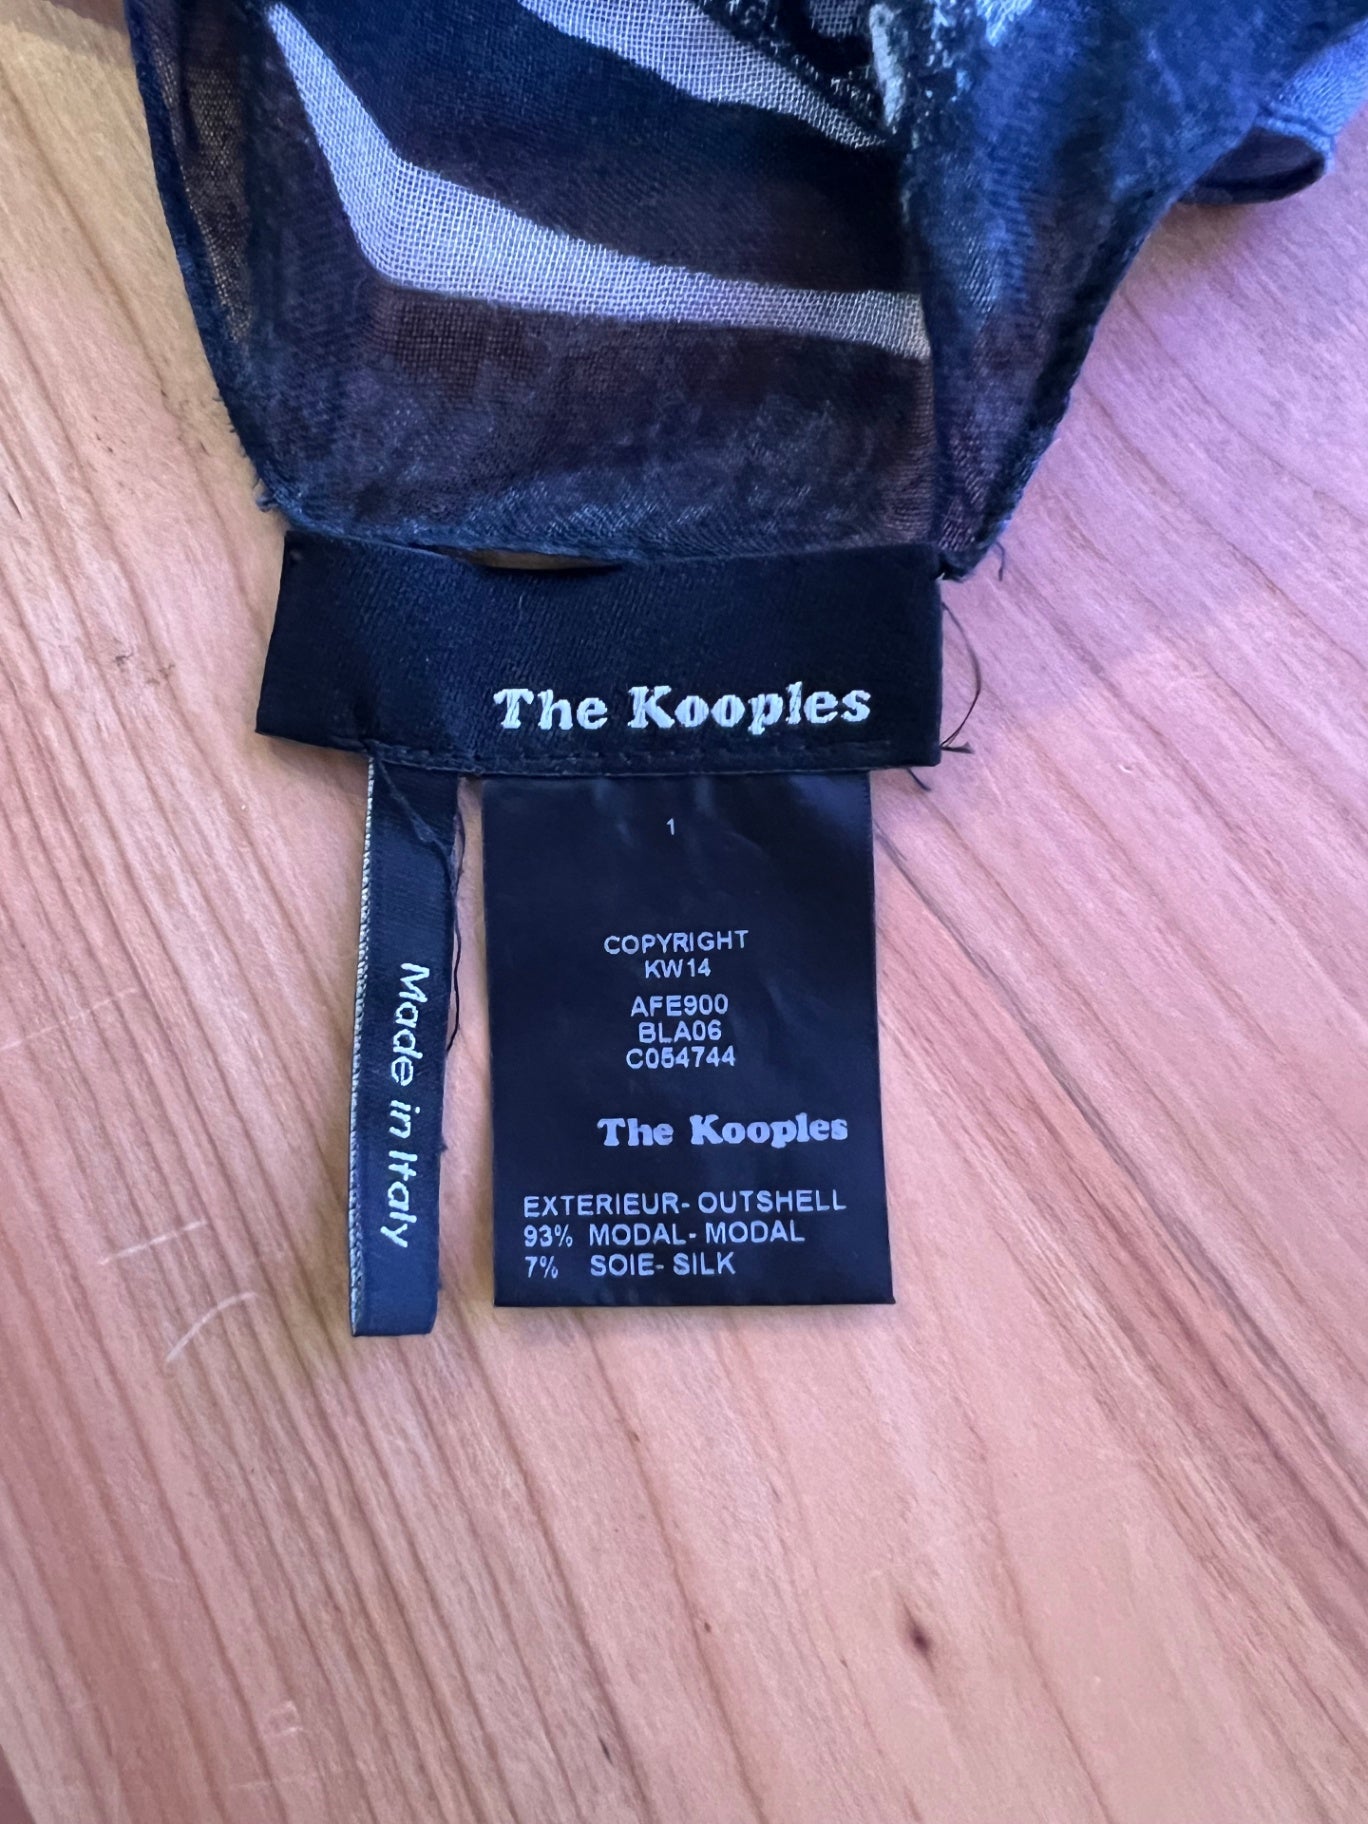 The Kooples
1
COPYRIGHT
KW14
AFE900
BLA06
C054744
The Kooples
EXTERIEUR- OUTSHELL
93% MODAL- MODAL
7% SOIE- SILK
Made in Italy